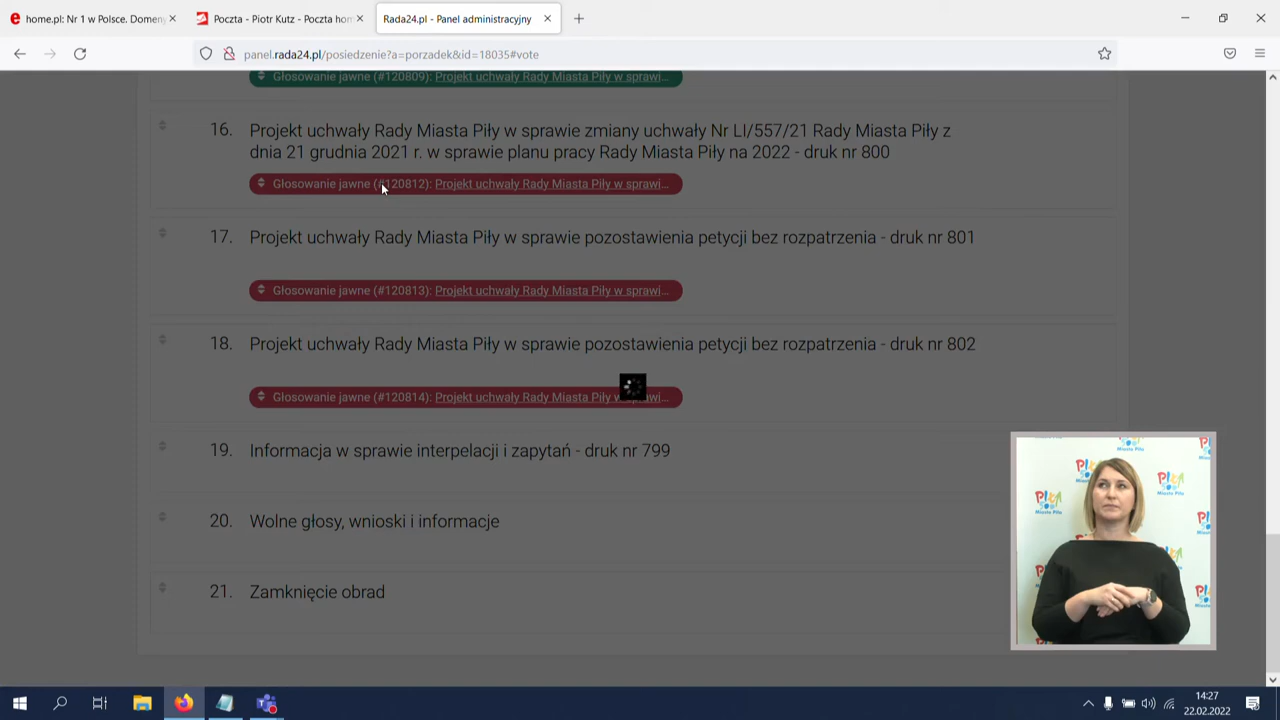 home.pl: Nr 1 w Polsce. Domeny
Poczta - Piotr Kutz - Poczta hom
Rada24.pl - Panel administracyjny
panel.rada24.pl/posiedzenie?a=porzadek&id=18035#vote
Głosowanie jawne (#120809): Projekt uchwały Rady Miasta Piły w sprawi...
16. Projekt uchwały Rady Miasta Piły w sprawie zmiany uchwały Nr LI/557/21 Rady Miasta Piły z
dnia 21 grudnia 2021 r. w sprawie planu pracy Rady Miasta Piły na 2022 - druk nr 800
Głosowanie jawne (#120812): Projekt uchwały Rady Miasta Piły w sprawi...
17. Projekt uchwały Rady Miasta Piły w sprawie pozostawienia petycji bez rozpatrzenia - druk nr 801
Głosowanie jawne (#120813): Projekt uchwały Rady Miasta Piły w sprawi...
18. Projekt uchwały Rady Miasta Piły w sprawie pozostawienia petycji bez rozpatrzenia - druk nr 802
Głosowanie jawne (#120814): Projekt uchwały Rady Miasta Piły w sprawi...
19. Informacja w sprawie interpelacji i zapytań - druk nr 799
20. Wolne głosy, wnioski i informacje
21. Zamknięcie obrad
Miasta Piły
Miasta Piły
14:27
22.02.2022